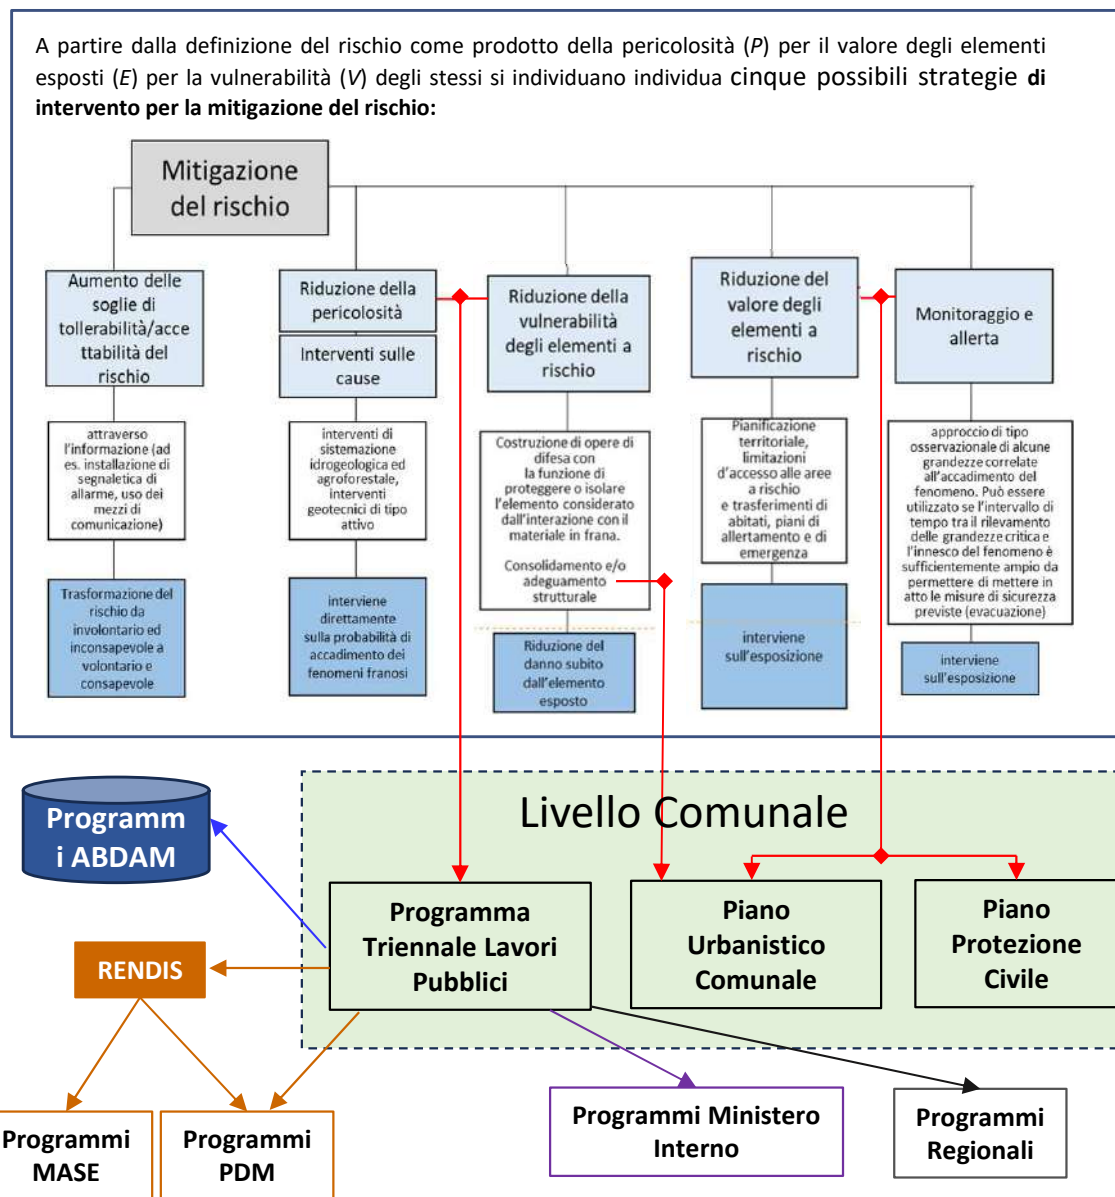 A partire dalla definizione del rischio come prodotto della pericolosità (P) per il valore degli elementi
esposti (E) per la vulnerabilità (V) degli stessi si individuano individua cinque possibili strategie di
intervento per la mitigazione del rischio:
Mitigazione
del rischio
Aumento delle
soglie di
tollerabilità/acce
ttabilità del
rischio
attraverso
l'informazione (ad
es. installazione di
segnaletica di
allarme, uso dei
mezzi di
comunicazione)
Trasformazione del
rischio da
involontario ed
inconsapevole a
volontario e
consapevole
Riduzione della
pericolosità
Interventi sulle
cause
interventi di
sistemazione
idrogeologica ed
agroforestale,
interventi
geotecnici di tipo
attivo
interviene
direttamente
sulla probabilità di
accadimento dei
fenomeni franosi
Riduzione della
vulnerabilità
degli elementi a
rischio
Costruzione di opere di
difesa con
la funzione di
proteggere o isolare
l'elemento considerato
dall'interazione con il
materiale in frana.
Consolidamento e/o
adeguamento
strutturale
Riduzione del
danno subito
dall'elemento
esposto
Riduzione del
valore degli
elementi a
rischio
Pianificazione
territoriale,
limitazioni
d'accesso alle aree
a rischio
e trasferimenti di
abitati, piani di
allertamento e di
emergenza
interviene
sull'esposizione
Monitoraggio e
allerta
approccio di tipo
osservazionale di alcune
grandezze correlate
all'accadimento del
fenomeno. Può essere
utilizzato se l'intervallo di
tempo tra il rilevamento
delle grandezze critica e
l'innesco del fenomeno è
sufficientemente ampio da
permettere di mettere in
atto le misure di sicurezza
previste (evacuazione)
interviene
sull'esposizione
Programm
i ABDAM
Livello Comunale
Programma
Triennale Lavori
Pubblici
Piano
Urbanistico
Comunale
Piano
Protezione
Civile
RENDIS
Programmi
MASE
Programmi
PDM
Programmi Ministero
Interno
Programmi
Regionali